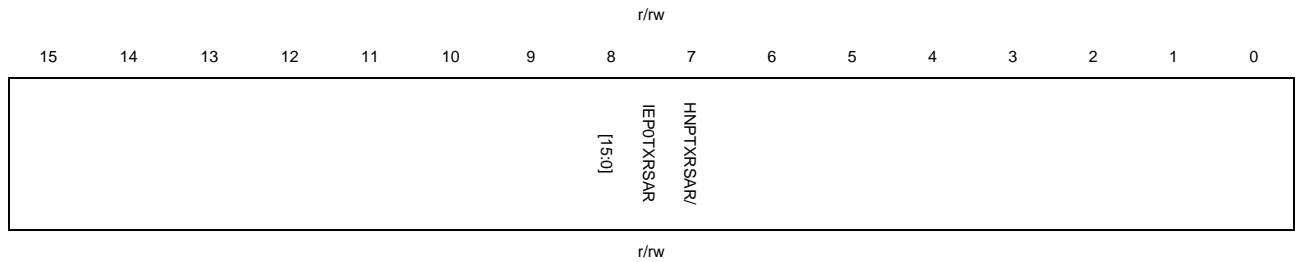 r/rw
15 14 13 12 11 10 9 8 7 6 5 4 3 2 1 0
HNPTXRSAR/
IEP0TXRSAR
[15:0]
r/rw